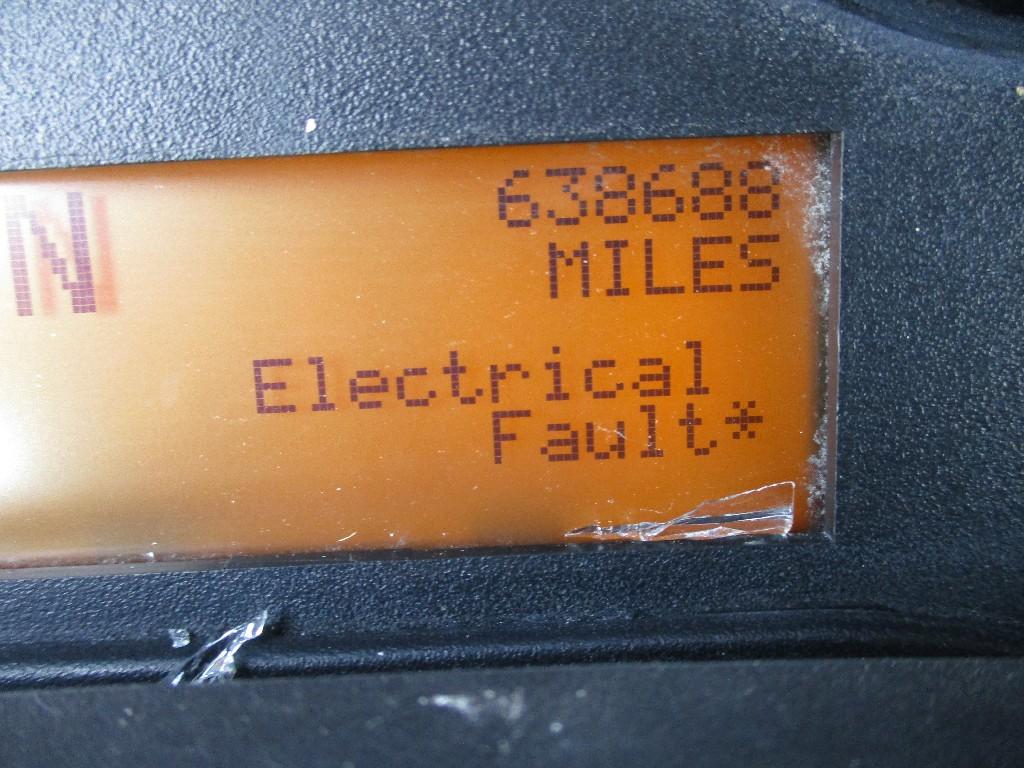 N
638688
MILES
Electrical
Fault*